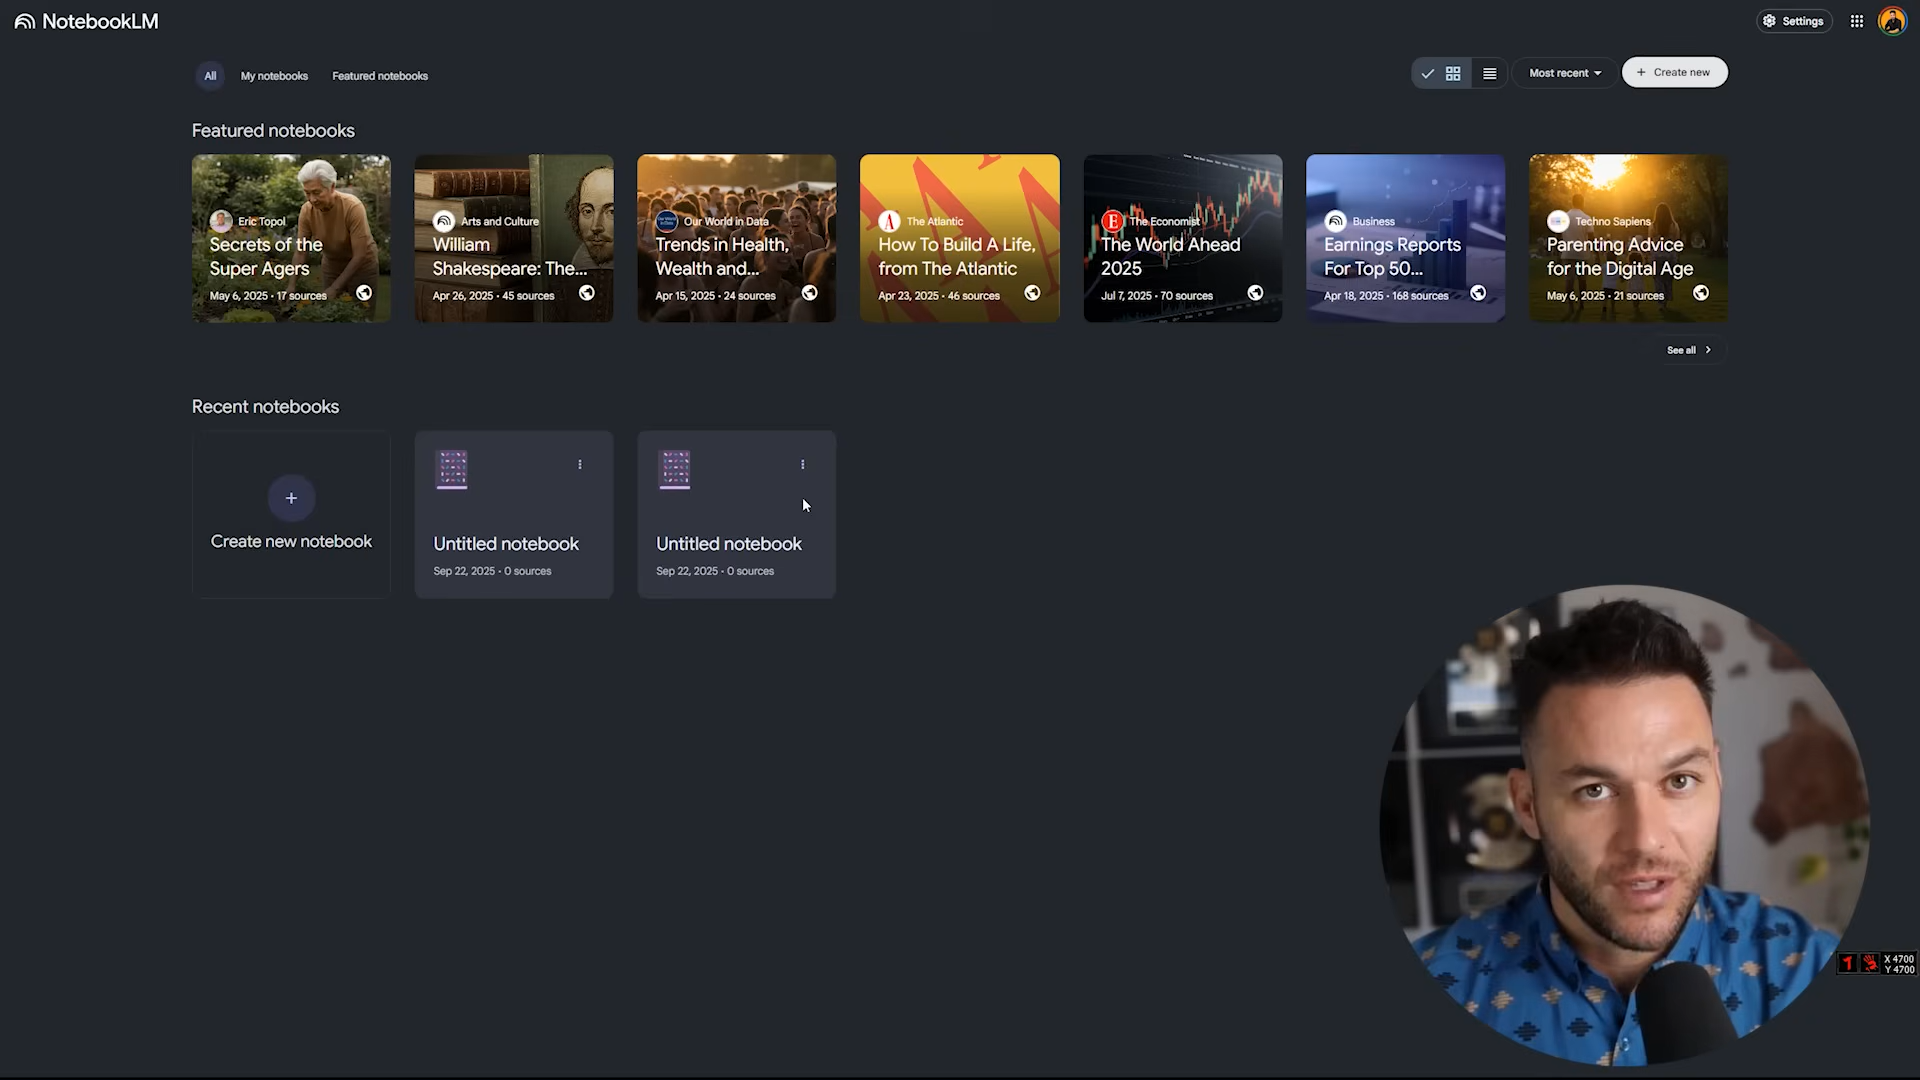 NotebookLM
Settings
All
My notebooks
Featured notebooks
Most recent
+ Create new
Featured notebooks
Eric Topol
Secrets of the
Super Agers
May 6, 2025 • 17 sources
Arts and Culture
William
Shakespeare: The...
Apr 26, 2025 • 45 sources
Our World in Data
Trends in Health,
Wealth and...
Apr 15, 2025 • 24 sources
The Atlantic
How To Build A Life,
from The Atlantic
Apr 23, 2025 • 46 sources
The Economist
The World Ahead
2025
Jul 7, 2025 • 70 sources
Business
Earnings Reports
For Top 50...
Apr 18, 2025 • 168 sources
Techno Sapiens
Parenting Advice
for the Digital Age
May 6, 2025 • 21 sources
See all
Recent notebooks
+
Create new notebook
Untitled notebook
Sep 22, 2025 • 0 sources
Untitled notebook
Sep 22, 2025 • 0 sources
X 4700
Y 4700